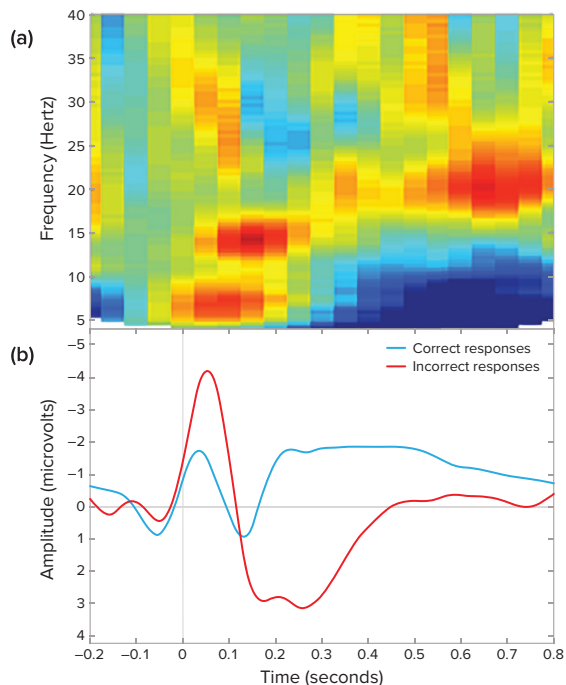 (a)
40
35
30
25
20
15
10
5
Frequency (Hertz)
(b)
−5
−4
−3
−2
−1
0
1
2
3
4
Amplitude (microvolts)
Correct responses
Incorrect responses
−0.2 −0.1 0 0.1 0.2 0.3 0.4 0.5 0.6 0.7 0.8
Time (seconds)